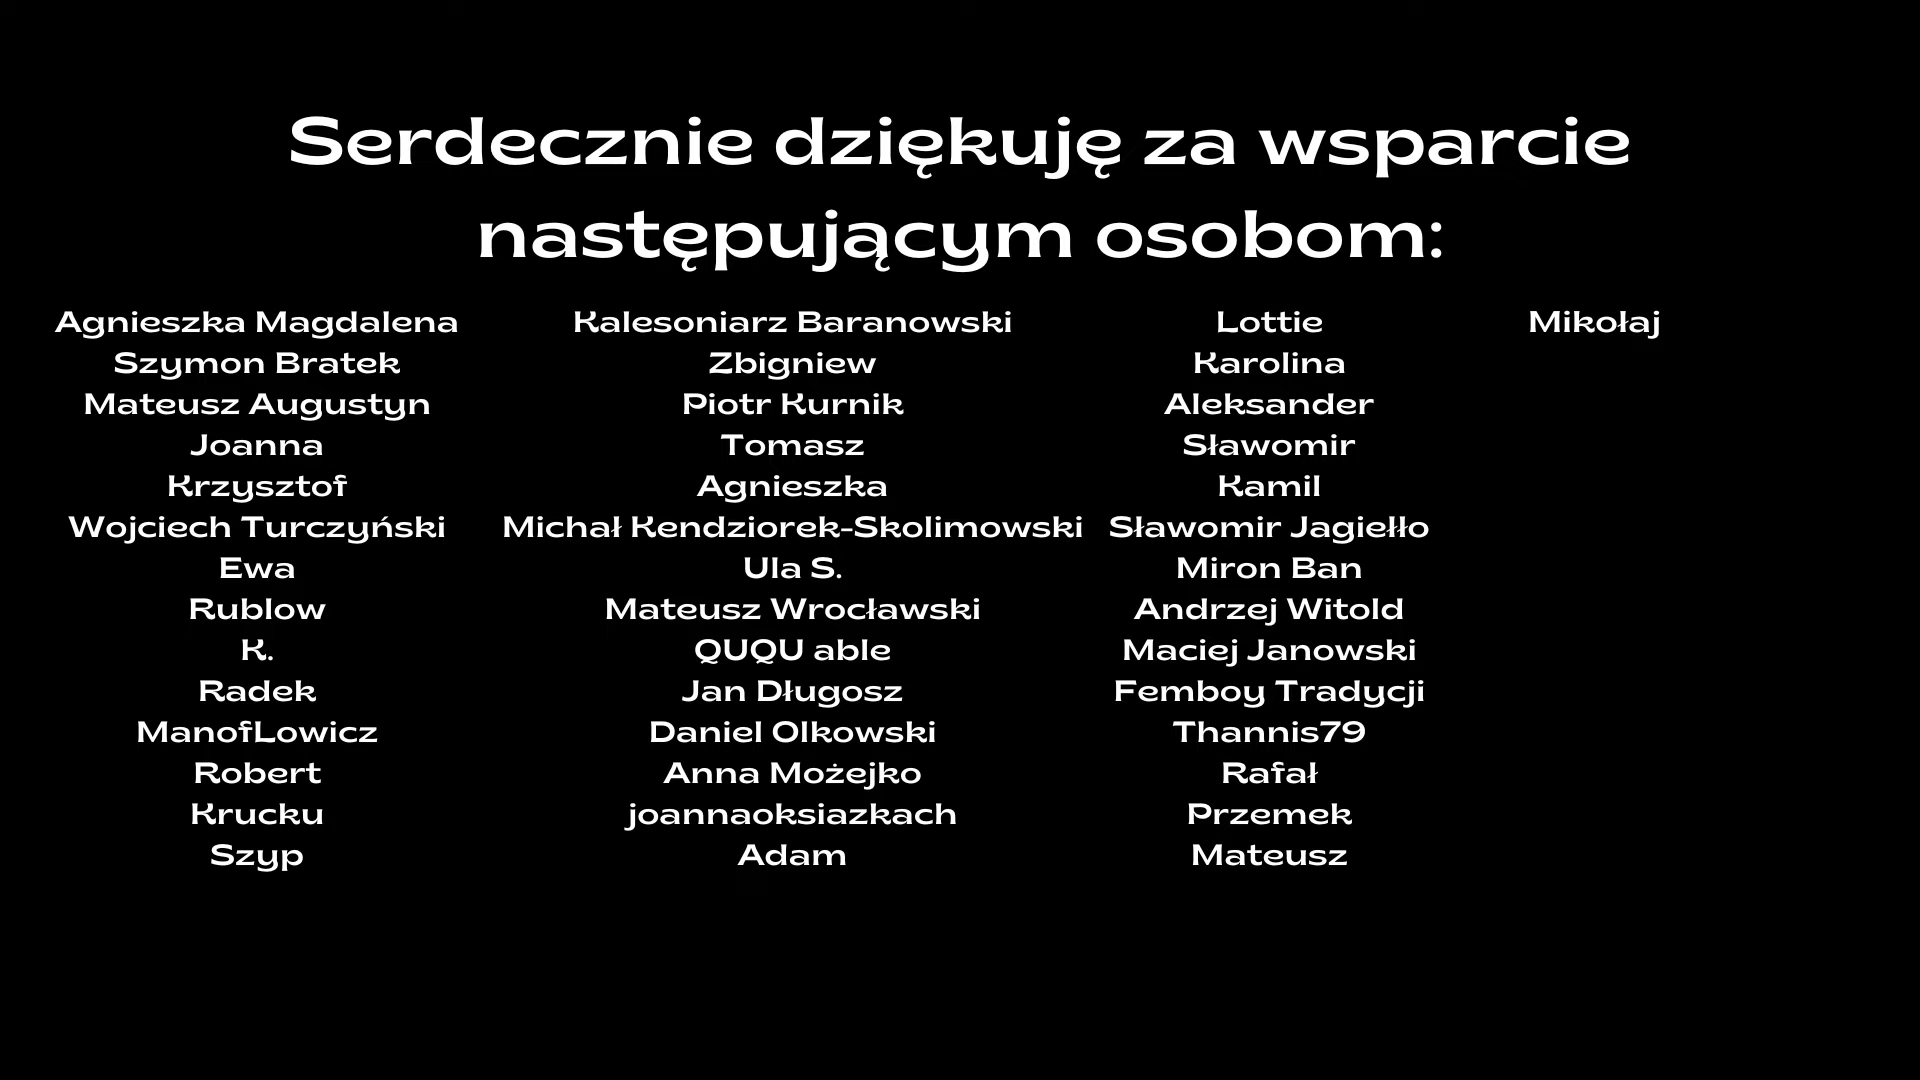 Serdecznie dziękuję za wsparcie
następującym osobom:
Agnieszka Magdalena
Szymon Bratek
Mateusz Augustyn
Joanna
Krzysztof
Wojciech Turczyński
Ewa
Rublow
K.
Radek
ManofLowicz
Robert
Krucku
Szyp
Kalesoniarz Baranowski
Zbigniew
Piotr Kurnik
Tomasz
Agnieszka
Michał Kendziorek-Skolimowski
Ula S.
Mateusz Wrocławski
QUQU able
Jan Długosz
Daniel Olkowski
Anna Możejko
joannaoksiazkach
Adam
Lottie
Karolina
Aleksander
Sławomir
Kamil
Sławomir Jagiełło
Miron Ban
Andrzej Witold
Maciej Janowski
Femboy Tradycji
Thannis79
Rafał
Przemek
Mateusz
Mikołaj